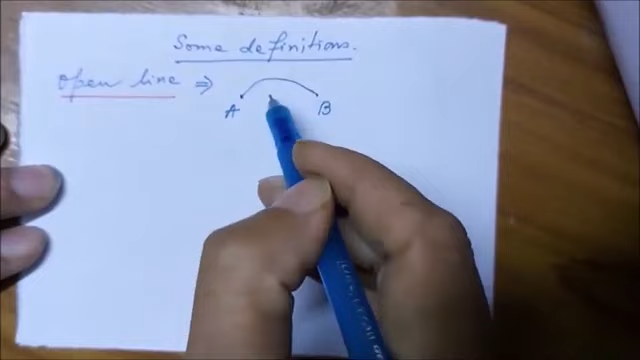 Some definitions.
open line ⇒
A B